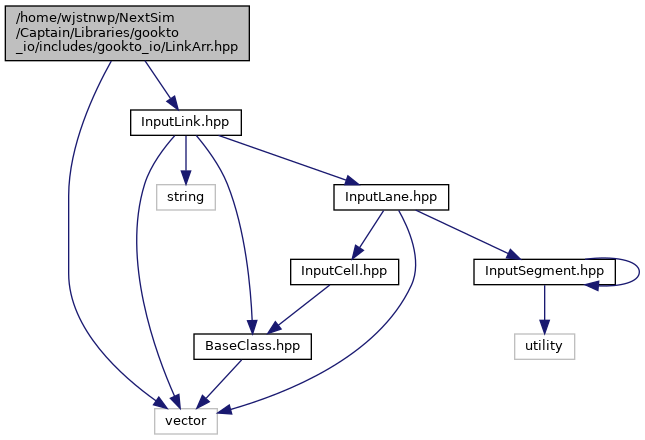 /home/wjstnwp/NextSim
/Captain/Libraries/gookto
_io/includes/gookto_io/LinkArr.hpp
InputLink.hpp
string
InputLane.hpp
InputCell.hpp
InputSegment.hpp
BaseClass.hpp
utility
vector